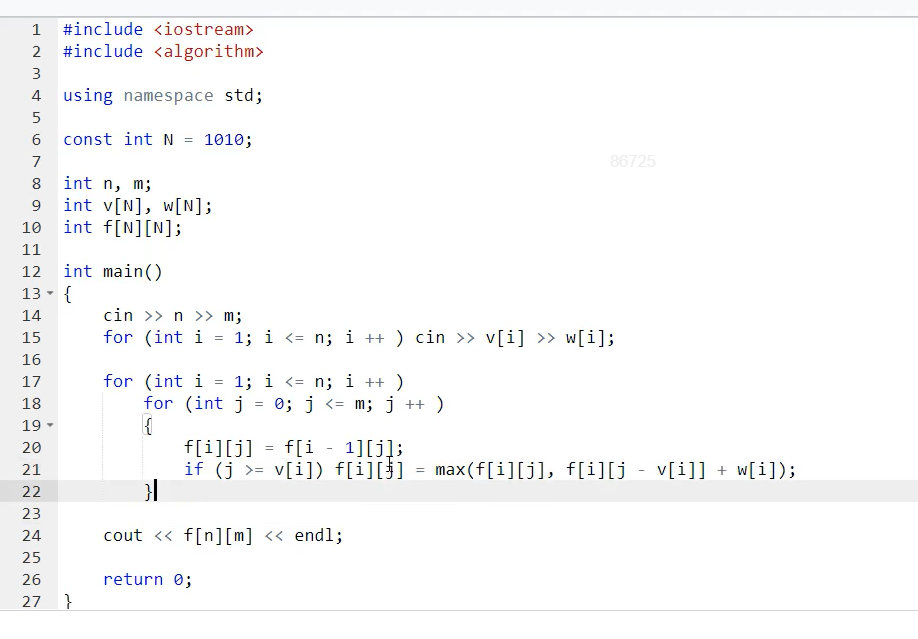 1 #include <iostream>
2 #include <algorithm>
3
4 using namespace std;
5
6 const int N = 1010;
7
86725
8 int n, m;
9 int v[N], w[N];
10 int f[N][N];
11
12 int main()
13 {
14     cin >> n >> m;
15     for (int i = 1; i <= n; i ++ ) cin >> v[i] >> w[i];
16
17     for (int i = 1; i <= n; i ++ )
18         for (int j = 0; j <= m; j ++ )
19         {
20             f[i][j] = f[i - 1][j];
21             if (j >= v[i]) f[i][j] = max(f[i][j], f[i][j - v[i]] + w[i]);
22         }
23
24     cout << f[n][m] << endl;
25
26     return 0;
27 }